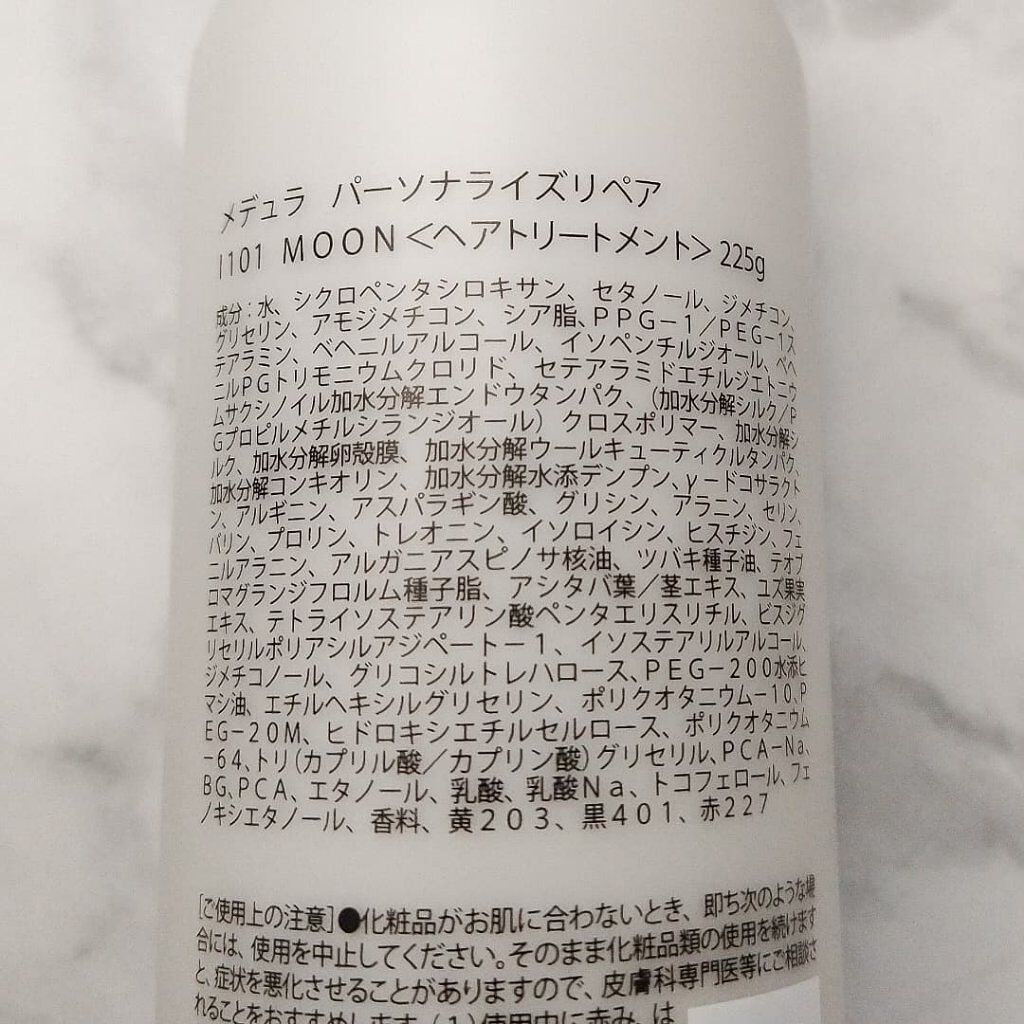 メデュラ パーソナライズリペア
I101 MOON<ヘアトリートメント>225g
成分:水、シクロペンタシロキサン、セタノール、ジメチコン、
グリセリン、アモジメチコン、シア脂、PPG-1/PEG-1ス
テアラミン、ベヘニルアルコール、イソペンチルジオール、ベヘ
ニルPGトリモニウムクロリド、セテアラミドエチルジエトニウ
ムサクシノイル加水分解エンドウタンパク、(加水分解シルク/P
Gプロピルメチルシランジオール)クロスポリマー、加水分解シ
ルク、加水分解卵殻膜、加水分解ウールキューティクルタンパク、
加水分解コンキオリン、加水分解水添デンプン、γ-ドコサラクト
ン、アルギニン、アスパラギン酸、グリシン、アラニン、セリン、
バリン、プロリン、トレオニン、イソロイシン、ヒスチジン、フェ
ニルアラニン、アルガニアスピノサ核油、ツバキ種子油、テオブ
ロマグランジフロルム種子脂、アシタバ葉/茎エキス、ユズ果実
エキス、テトライソステアリン酸ペンタエリスリチル、ビスジグ
リセリルポリアシルアジペート-1、イソステアリルアルコール、
ジメチコノール、グリコシルトレハロース、PEG-200水添ヒ
マシ油、エチルヘキシルグリセリン、ポリクオタニウム-10、P
EG-20M、ヒドロキシエチルセルロース、ポリクオタニウム
-64、トリ(カプリル酸/カプリン酸)グリセリル、PCA-Na、
BG、PCA、エタノール、乳酸、乳酸Na、トコフェロール、フェ
ノキシエタノール、香料、黄203、黒401、赤227
[ご使用上の注意]●化粧品がお肌に合わないとき、即ち次のような場
合には、使用を中止してください。そのまま化粧品類の使用を続けます
と、症状を悪化させることがありますので、皮膚科専門医等にご相談さ
れることをおすすめします。(1)使用中に赤み、は